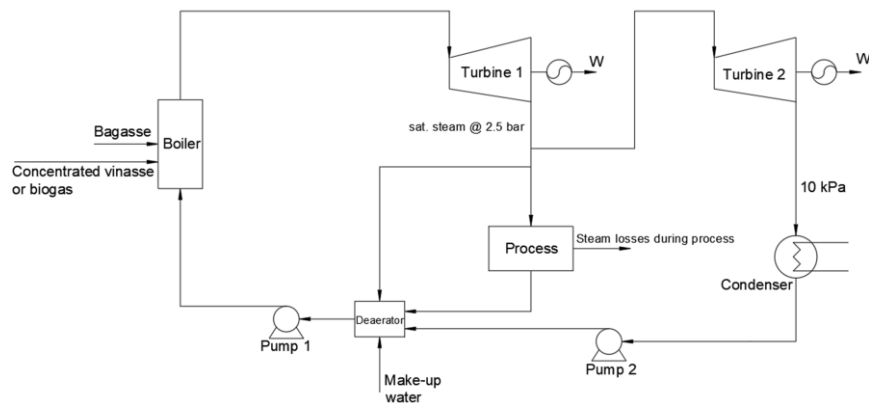 W
W
Turbine 1
Turbine 2
sat. steam @ 2.5 bar
Bagasse
Boiler
Concentrated vinasse
or biogas
10 kPa
Process
Steam losses during process
Condenser
Deaerator
Pump 1
Pump 2
Make-up
water